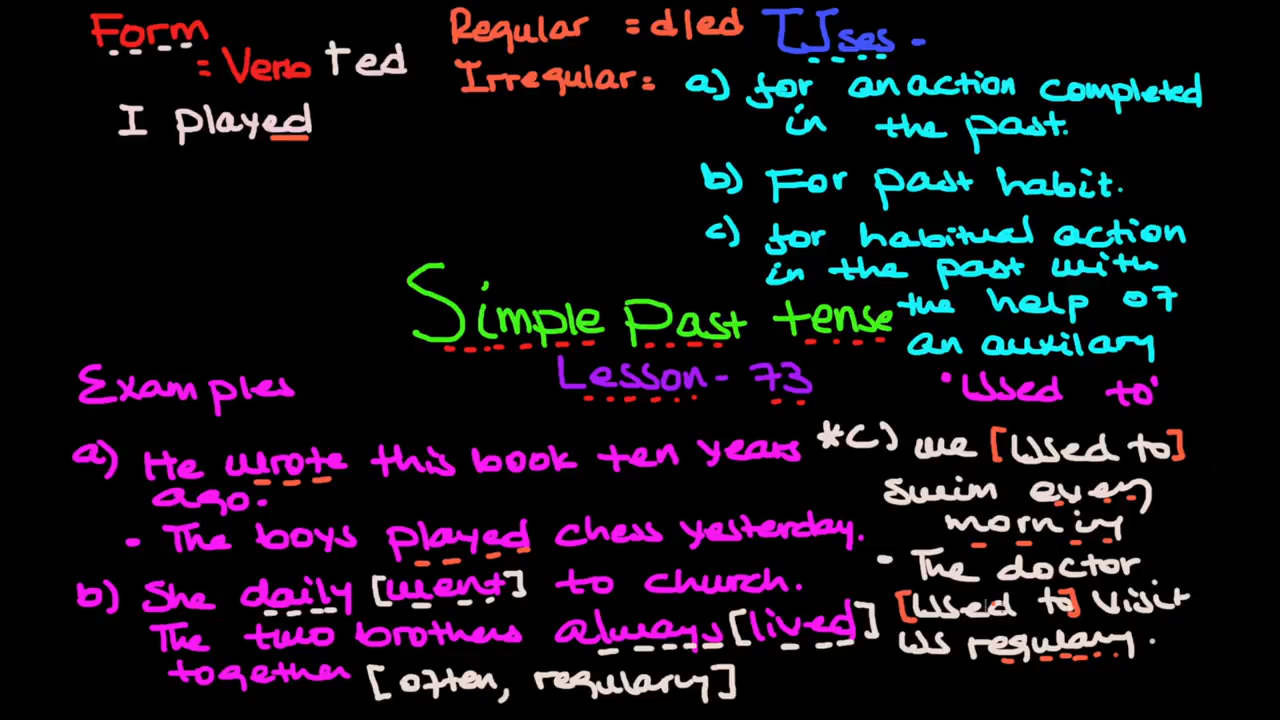 Form
= Verb + ed
I played
Regular = d/ed
Irregular =
Uses -
a) for an action completed
in the past.
b) For past habit.
c) for habitual action
in the past with
the help of
an auxilary
'Used to'
Simple Past tense
Lesson - 73
Examples
a) He wrote this book ten years
ago.
- The boys played chess yesterday.
b) She daily [went] to church.
The two brothers always [lived]
together [often, regularly]
*c) we [Used to]
swim every
morning
- The doctor
[Used to] visit
us regulary.